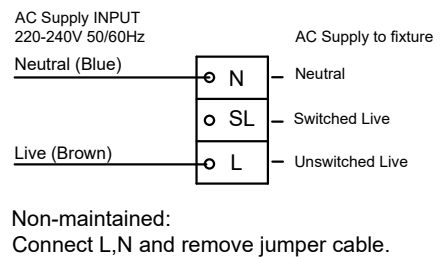 AC Supply INPUT
220-240V 50/60Hz
AC Supply to fixture
Neutral (Blue)
N
Neutral
SL
Switched Live
Live (Brown)
L
Unswitched Live
Non-maintained:
Connect L,N and remove jumper cable.